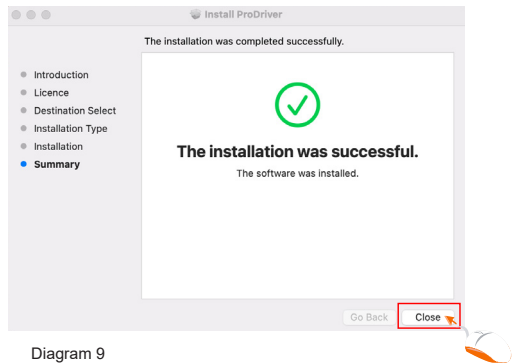 Install ProDriver
The installation was completed successfully.
Introduction
Licence
Destination Select
Installation Type
Installation
Summary
The installation was successful.
The software was installed.
Go Back
Close
Diagram 9